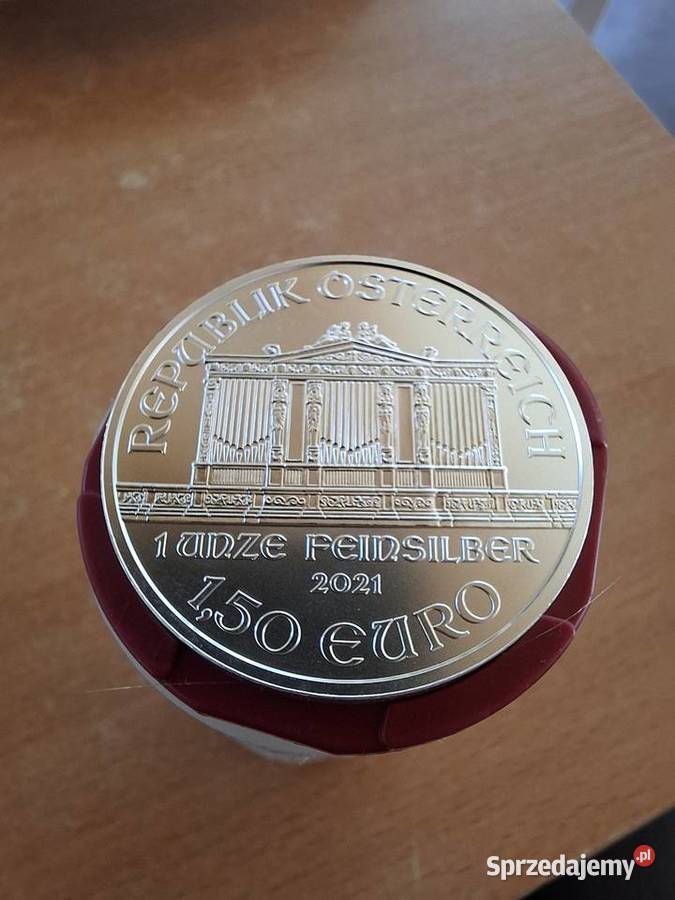 REPUBLIK ÖSTERREICH
1 UNZE FEINSILBER
2021
1,50 EURO
Sprzedajemy.pl